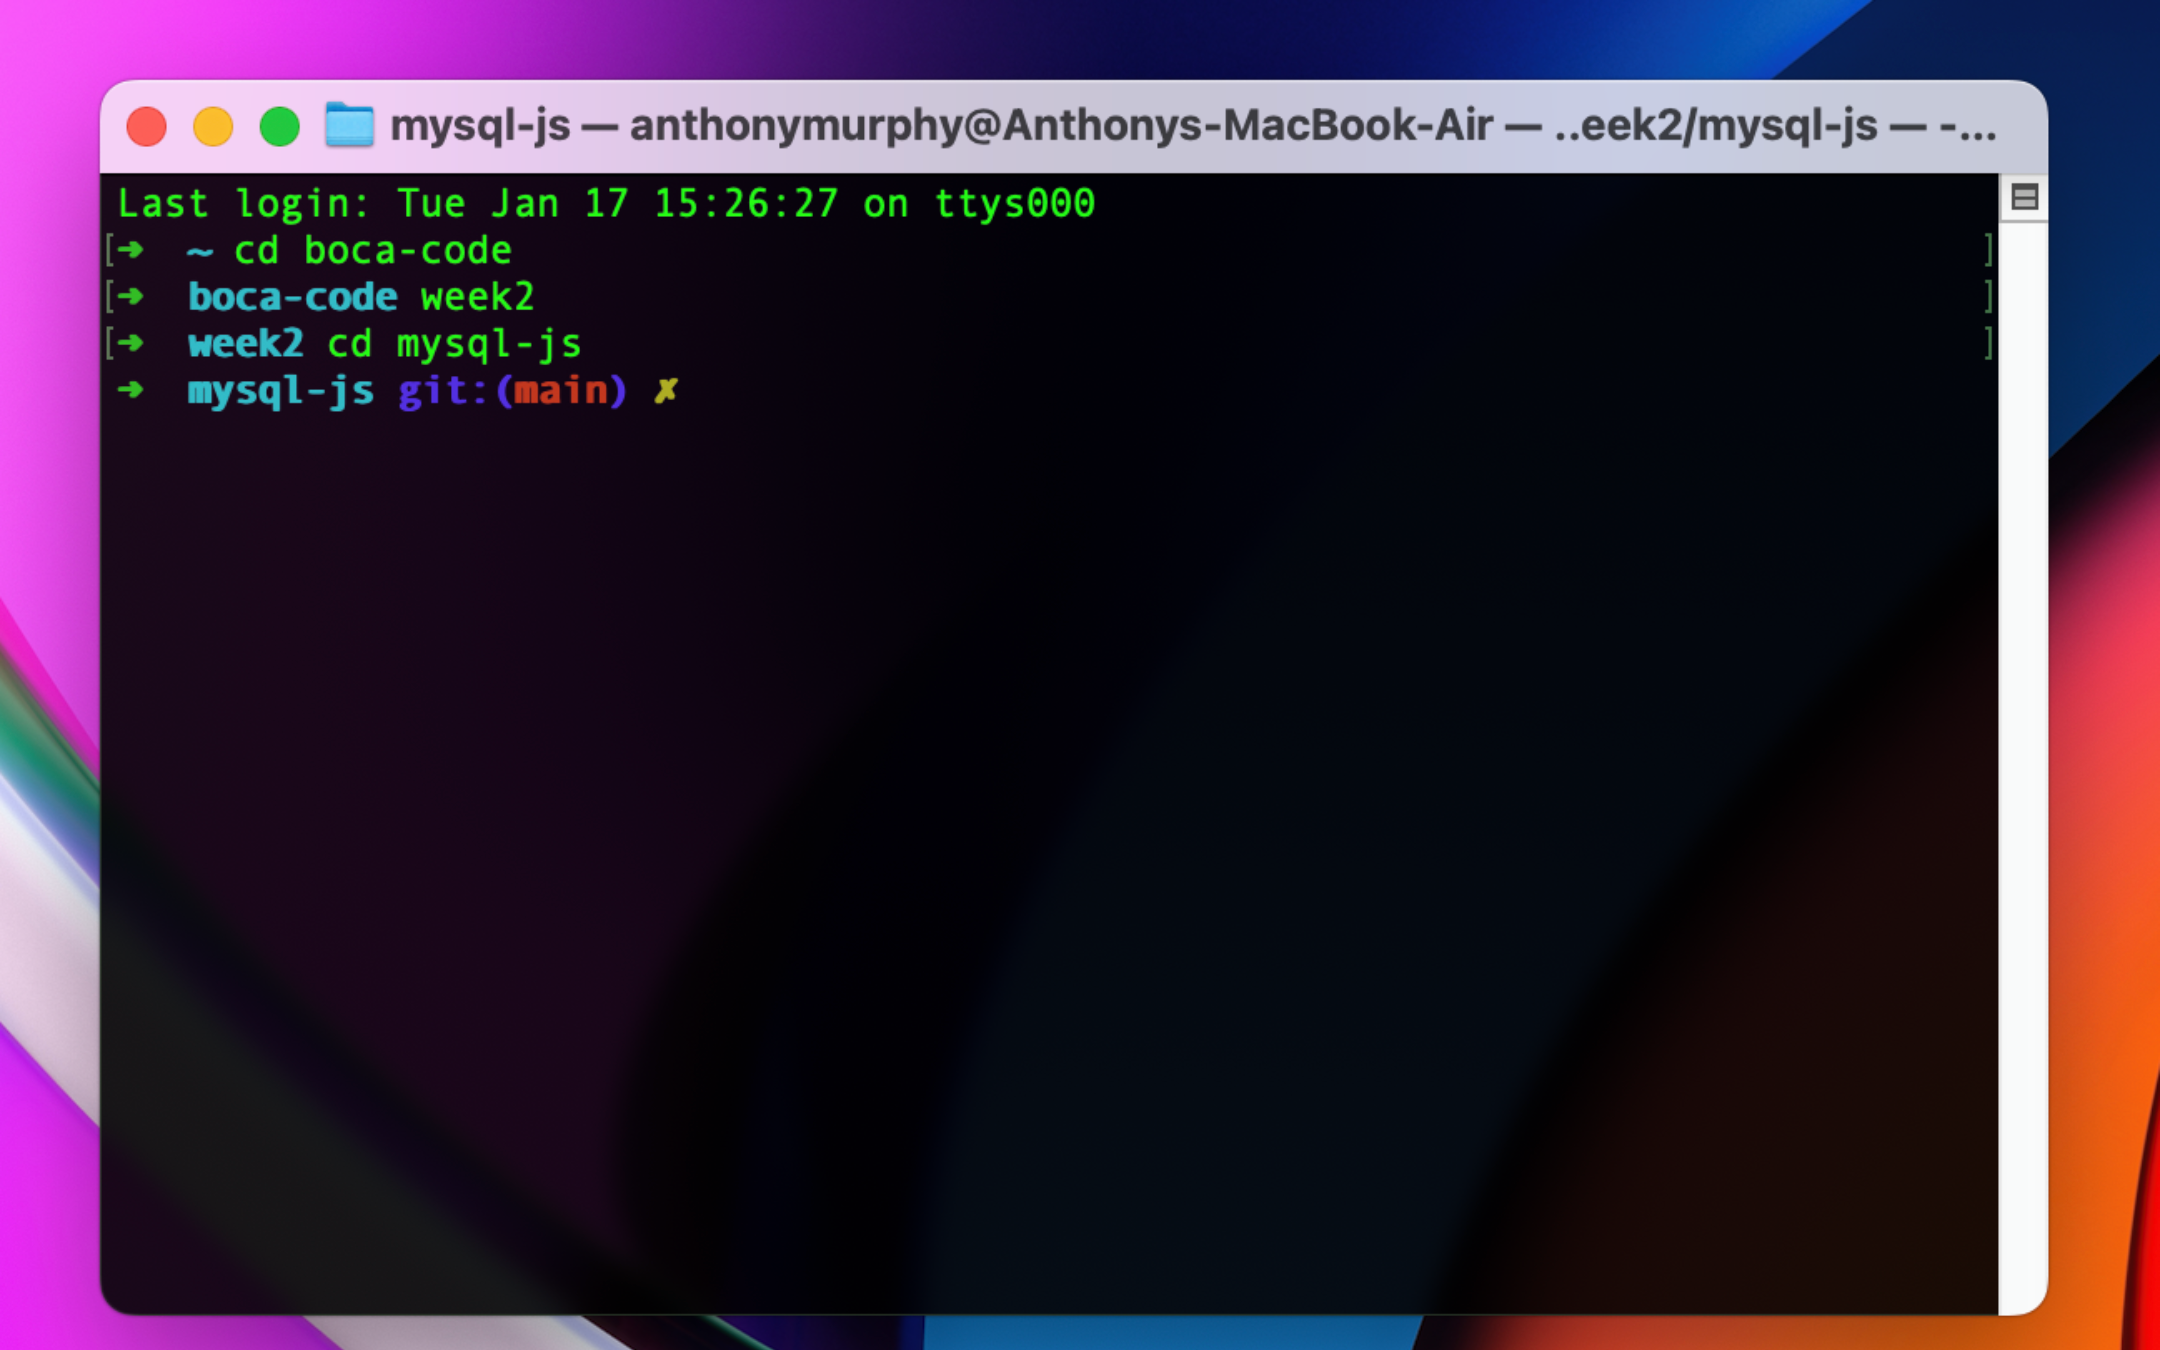 mysql-js — anthonymurphy@Anthonys-MacBook-Air — ..eek2/mysql-js — -...
Last login: Tue Jan 17 15:26:27 on ttys000
[➜  ~ cd boca-code ]
[➜  boca-code week2 ]
[➜  week2 cd mysql-js ]
➜  mysql-js git:(main) ✗